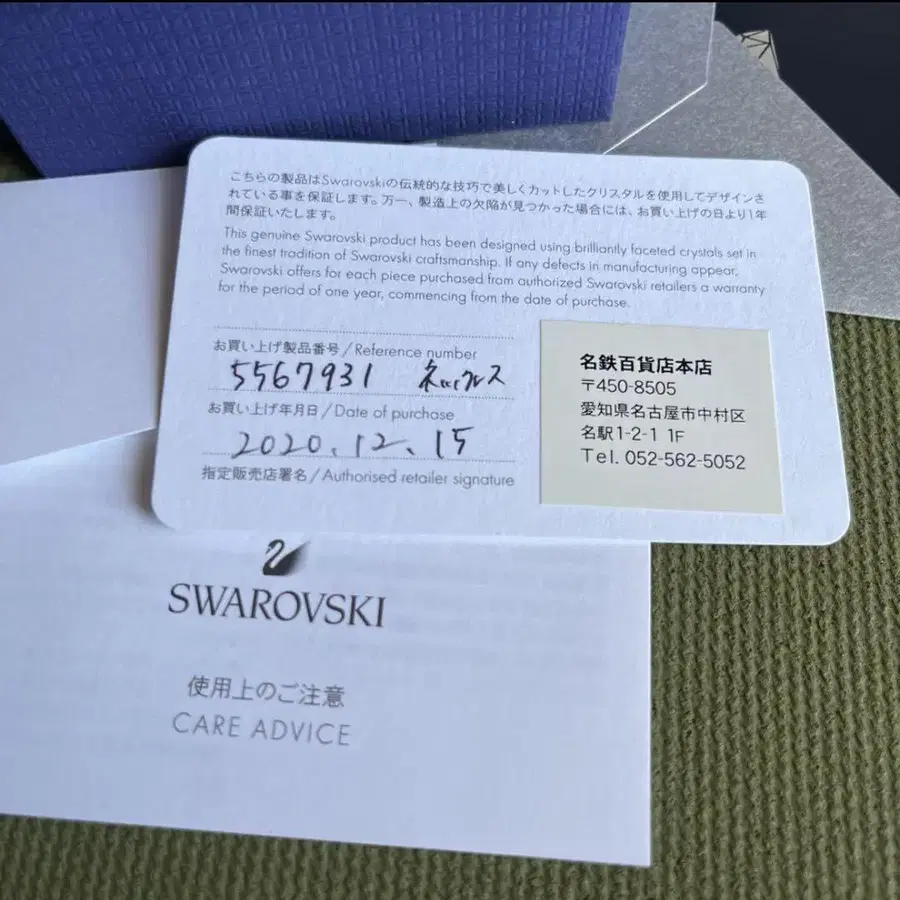 こちらの製品はSwarovskiの伝統的な技巧で美しくカットしたクリスタルを使用してデザインさ
れている事を保証します。万一、製造上の欠陥が見つかった場合には、お買い上げの日より1年
間保証いたします。
This genuine Swarovski product has been designed using brilliantly faceted crystals set in
the finest tradition of Swarovski craftsmanship. If any defects in manufacturing appear,
Swarovski offers for each piece purchased from authorized Swarovski retailers a warranty
for the period of one year, commencing from the date of purchase.
お買い上げ製品番号/Reference number
5567931 ネックレス
お買い上げ年月日/Date of purchase
2020.12.15
指定販売店署名/Authorised retailer signature
名鉄百貨店本店
〒450-8505
愛知県名古屋市中村区
名駅1-2-1 1F
Tel. 052-562-5052
SWAROVSKI
使用上のご注意
CARE ADVICE